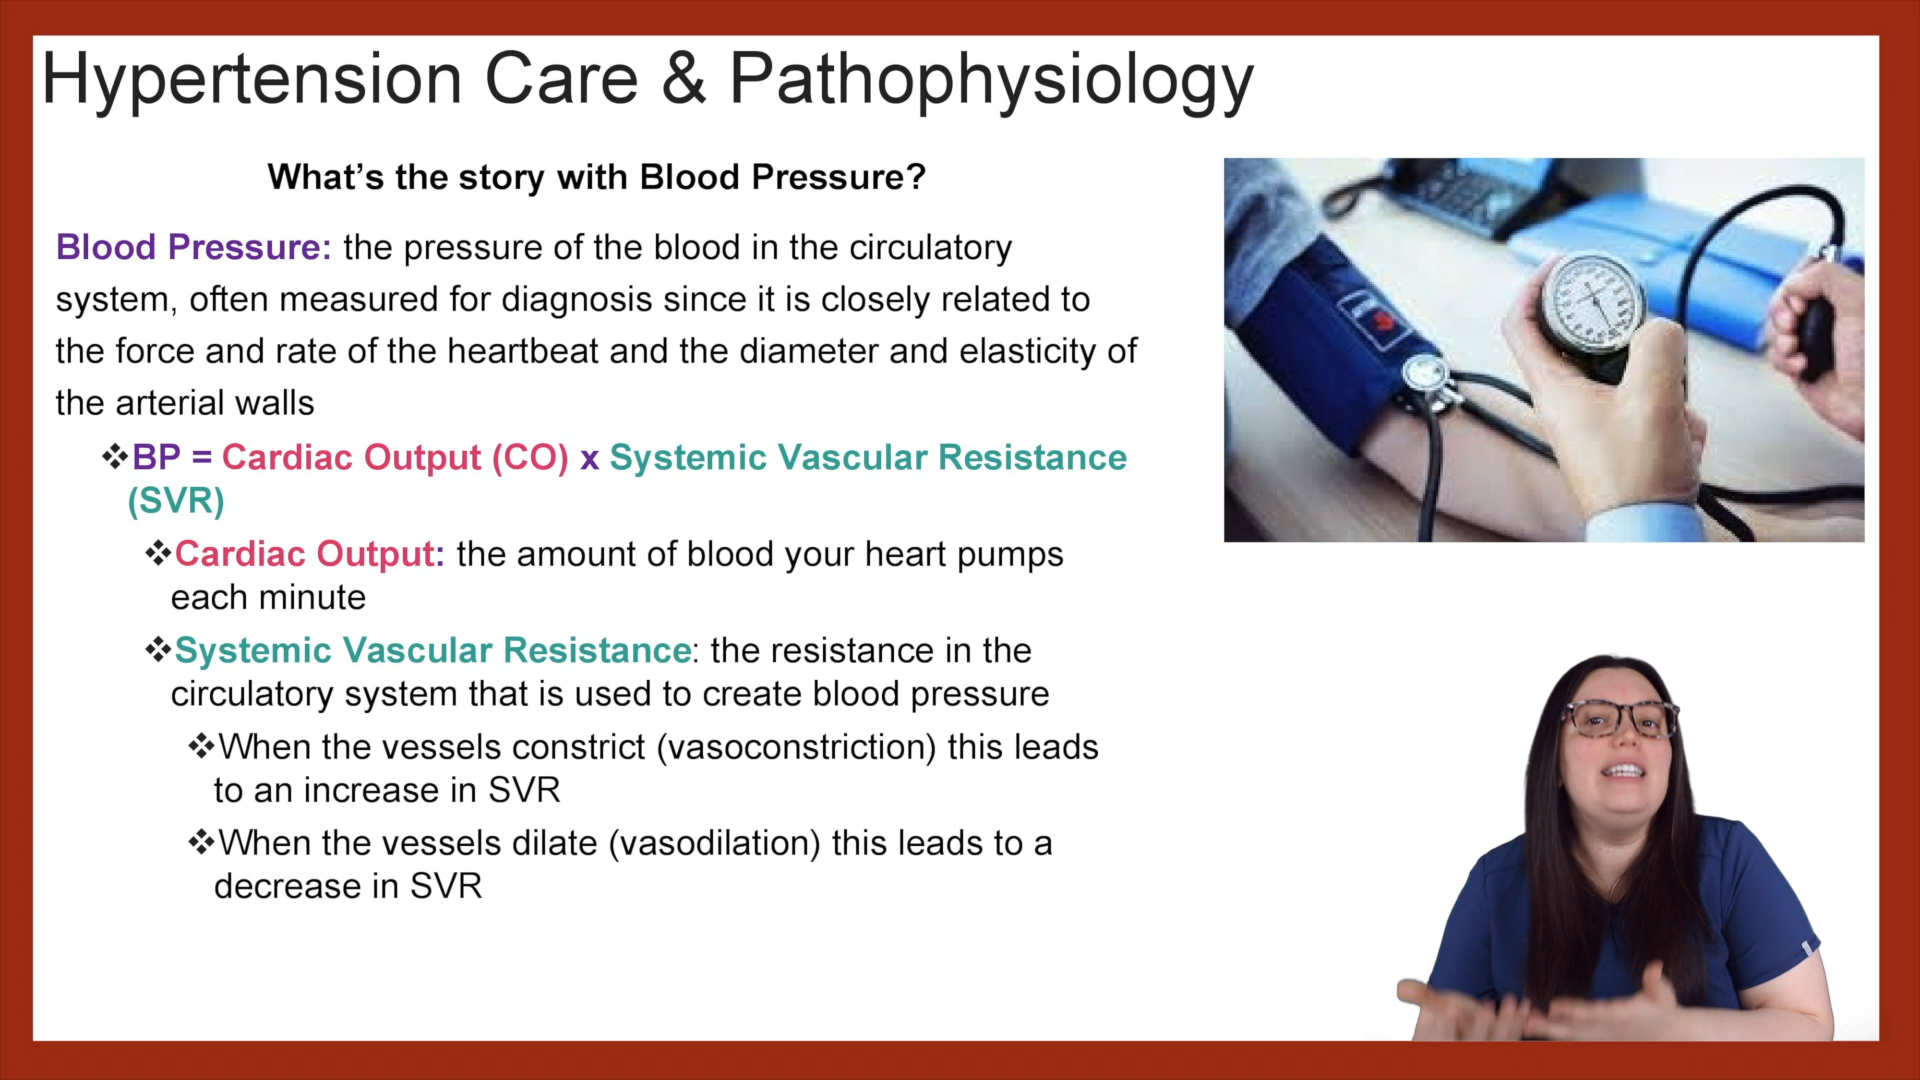 Hypertension Care & Pathophysiology
What's the story with Blood Pressure?
Blood Pressure: the pressure of the blood in the circulatory
system, often measured for diagnosis since it is closely related to
the force and rate of the heartbeat and the diameter and elasticity of
the arterial walls
❖BP = Cardiac Output (CO) x Systemic Vascular Resistance
(SVR)
❖Cardiac Output: the amount of blood your heart pumps
each minute
❖Systemic Vascular Resistance: the resistance in the
circulatory system that is used to create blood pressure
❖When the vessels constrict (vasoconstriction) this leads
to an increase in SVR
❖When the vessels dilate (vasodilation) this leads to a
decrease in SVR